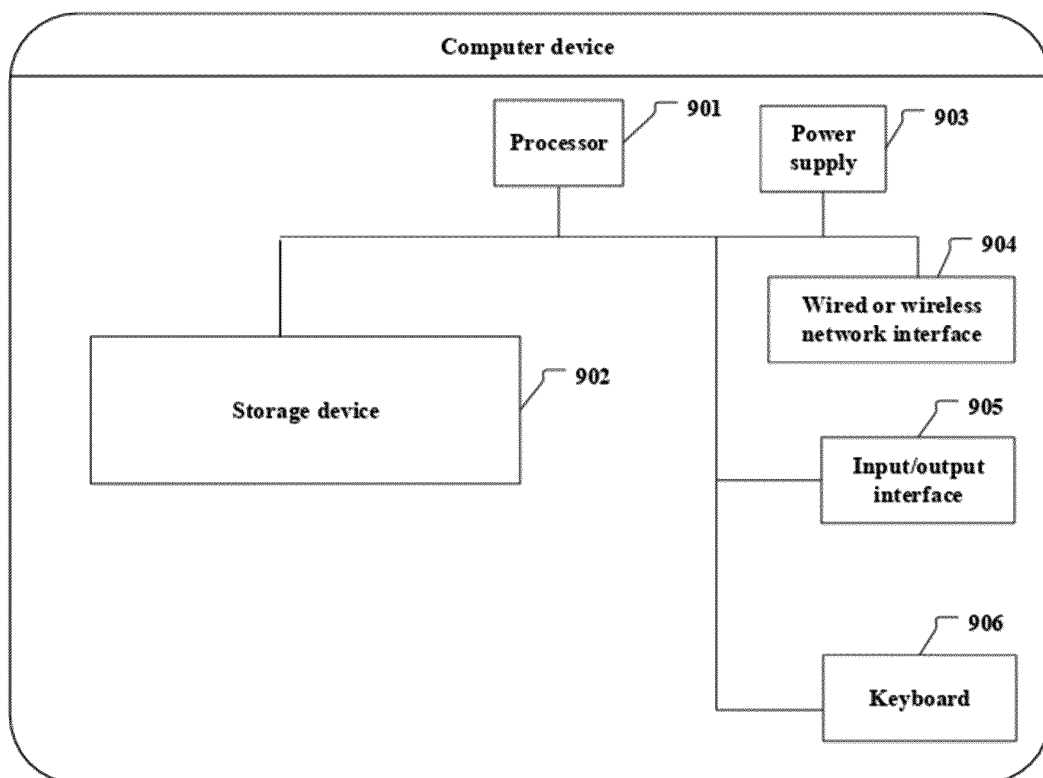 Computer device
Processor
901
Power
supply
903
904
Wired or wireless
network interface
Storage device
902
905
Input/output
interface
906
Keyboard